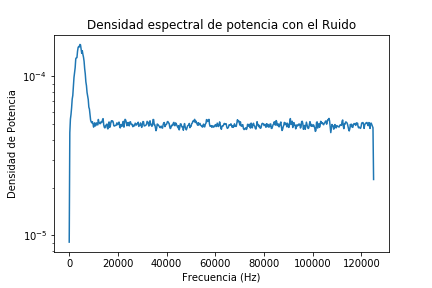 Densidad espectral de potencia con el Ruido
10⁻⁴
10⁻⁵
Densidad de Potencia
0 20000 40000 60000 80000 100000 120000
Frecuencia (Hz)